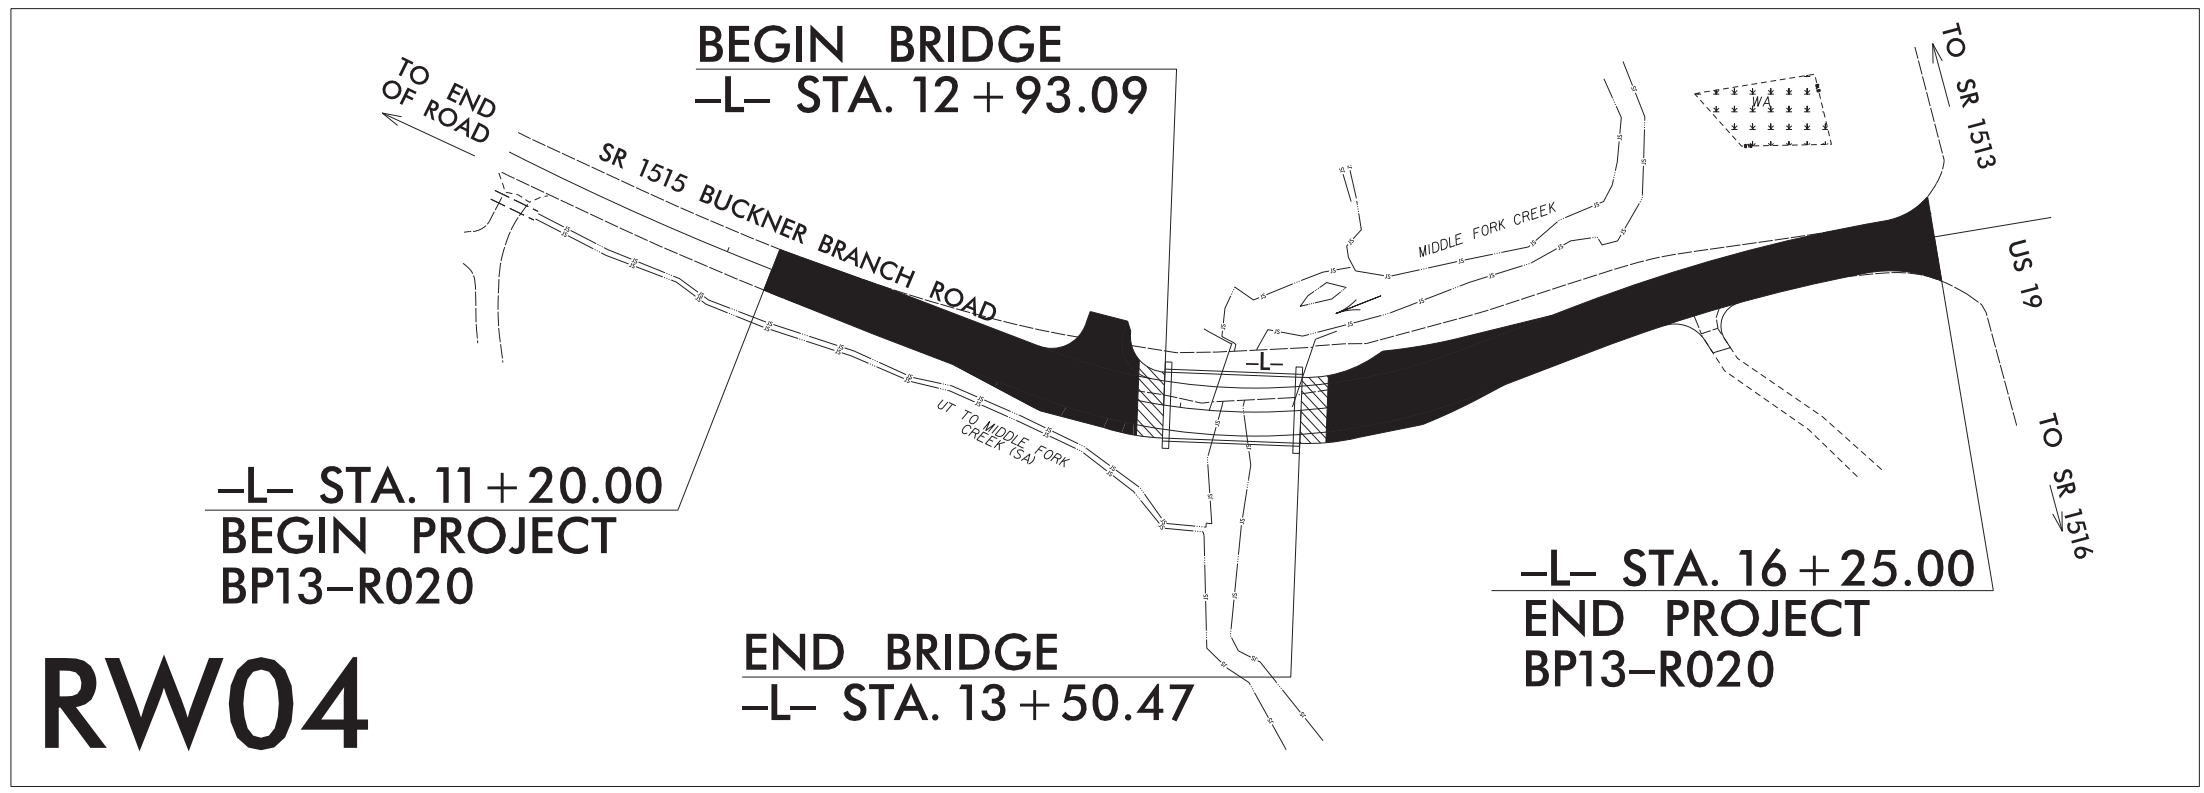 BEGIN BRIDGE
-L- STA. 12 + 93.09
TO END
OF ROAD
SR 1515 BUCKNER BRANCH ROAD
MIDDLE FORK CREEK
WA
TO SR 1513
US 19
-L-
UT TO MIDDLE FORK
CREEK (SA)
TO SR 1516
-L- STA. 11 + 20.00
BEGIN PROJECT
BP13-R020
-L- STA. 16 + 25.00
END PROJECT
BP13-R020
END BRIDGE
-L- STA. 13 + 50.47
RW04